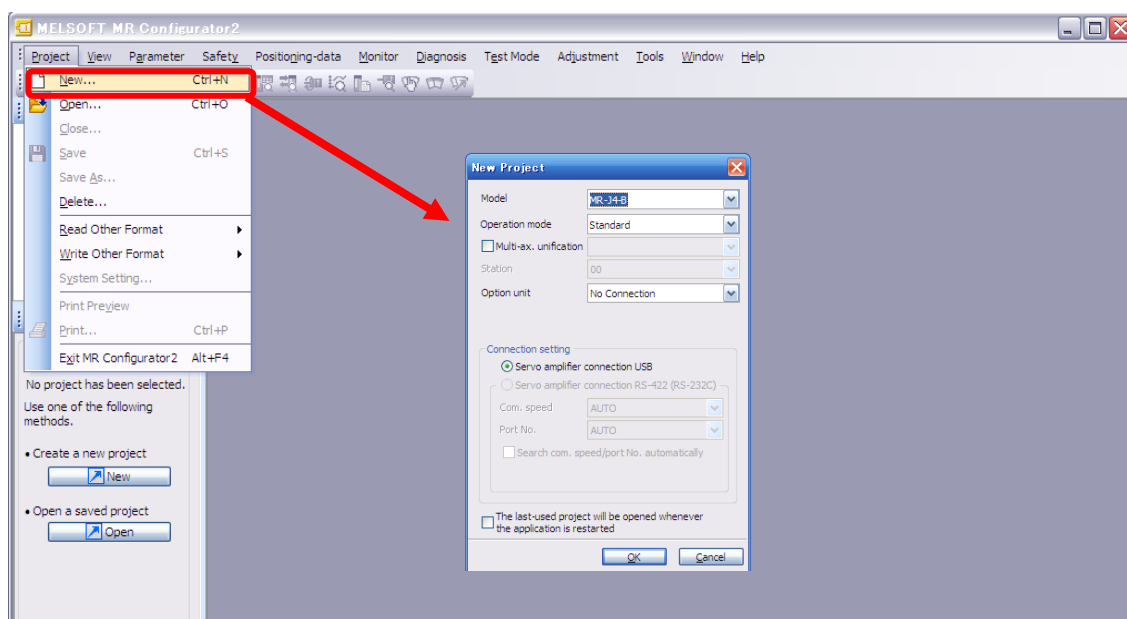 MELSOFT MR Configurator2
Project View Parameter Safety Positioning-data Monitor Diagnosis Test Mode Adjustment Tools Window Help
New... Ctrl+N
Open... Ctrl+O
Close...
Save Ctrl+S
Save As...
Delete...
Read Other Format
Write Other Format
System Setting...
Print Preview
Print... Ctrl+P
Exit MR Configurator2 Alt+F4
No project has been selected.
Use one of the following
methods.
• Create a new project
New
• Open a saved project
Open
New Project
Model MR-J4-B
Operation mode Standard
Multi-ax. unification
Station 00
Option unit No Connection
Connection setting
Servo amplifier connection USB
Servo amplifier connection RS-422 (RS-232C)
Com. speed AUTO
Port No. AUTO
Search com. speed/port No. automatically
The last-used project will be opened whenever
the application is restarted
OK Cancel